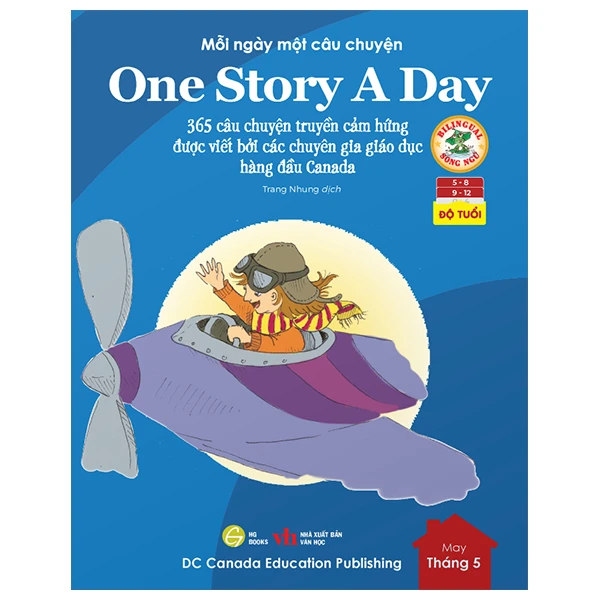 Mỗi ngày một câu chuyện
One Story A Day
365 câu chuyện truyền cảm hứng
được viết bởi các chuyên gia giáo dục
hàng đầu Canada
Trang Nhung dịch
BILINGUAL
SONG NGỮ
5 - 8
9 - 12
ĐỘ TUỔI
HG
BOOKS
vh
NHÀ XUẤT BẢN
VĂN HỌC
DC Canada Education Publishing
May
Tháng 5